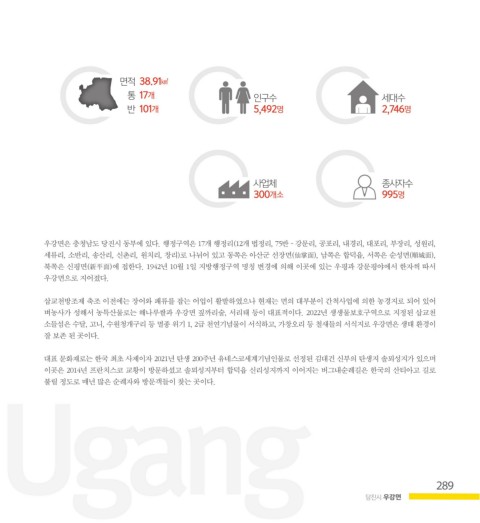 면적 38.91㎢
통 17개
반 101개
인구수
5,492명
세대수
2,746명
사업체
300개소
종사자수
995명
우강면은 충청남도 당진시 동부에 있다. 행정구역은 17개 행정리(12개 법정리, 75반 - 강문리, 공포리, 내경리, 대포리, 부장리, 성원리,
세류리, 소반리, 송산리, 신촌리, 원치리, 창리)로 나뉘어 있고 동쪽은 아산군 선장면(仙掌面), 남쪽은 합덕읍, 서쪽은 순성면(順城面),
북쪽은 신평면(新平面)에 접한다. 1942년 10월 1일 지방행정구역 명칭 변경에 의해 이곳에 있는 우평과 강문평야에서 한자씩 따서
우강면으로 지어졌다.
삽교천방조제 축조 이전에는 장어와 패류를 잡는 어업이 활발하였으나 현재는 면의 대부분이 간척사업에 의한 농경지로 되어 있어
벼농사가 성해서 농특산물로는 해나루쌀과 우강면 꽈리고추, 서리태 등이 대표적이다. 2022년 생생물보호구역으로 지정된 삽교천
소들섬은 수달, 고니, 수원청개구리 등 멸종 위기 1, 2급 천연기념물이 서식하고, 가창오리 등 철새들의 서식지로 우강면은 생태 환경이
잘 보존 된 곳이다.
대표 문화재로는 한국 최초 사제이자 2021년 탄생 200주년 유네스코세계기념인물로 선정된 김대건 신부의 탄생지 솔뫼성지가 있으며
이곳은 2014년 프란치스코 교황이 방문하셨고 솔뫼성지부터 합덕읍 신리성지까지 이어지는 버그내순례길은 한국의 산티아고 길로
불릴 정도로 매년 많은 순례자와 방문객들이 찾는 곳이다.
Ugang
289
당진시 우강면